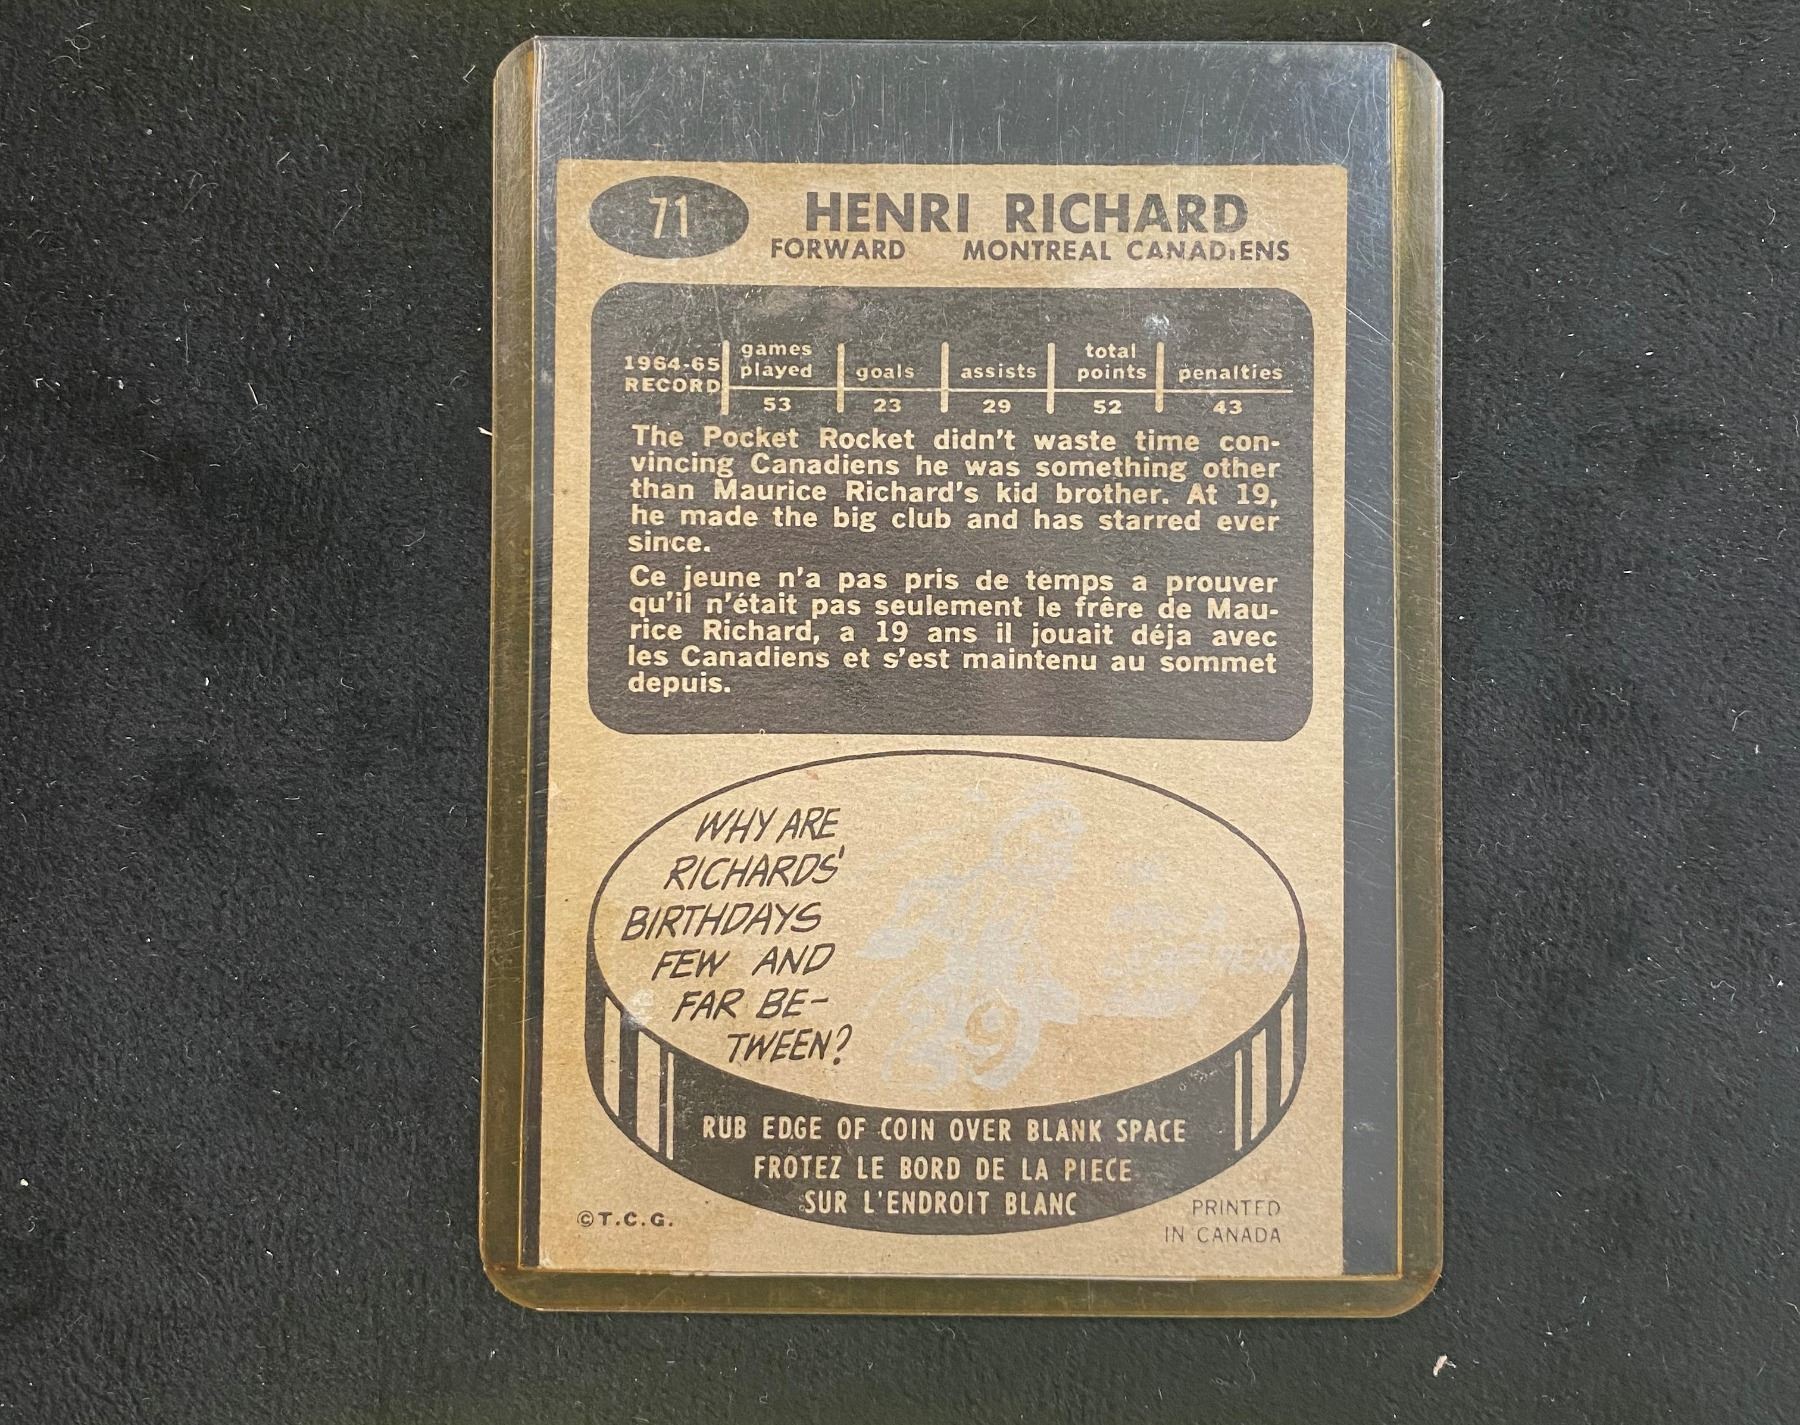 71
HENRI RICHARD
FORWARD MONTREAL CANADIENS
1964-65 RECORD
games played
goals
assists
total points
penalties
53 23 29 52 43
The Pocket Rocket didn't waste time con-
vincing Canadiens he was something other
than Maurice Richard's kid brother. At 19,
he made the big club and has starred ever
since.
Ce jeune n'a pas pris de temps a prouver
qu'il n'était pas seulement le frêre de Mau-
rice Richard, a 19 ans il jouait déja avec
les Canadiens et s'est maintenu au sommet
depuis.
WHY ARE
RICHARDS'
BIRTHDAYS
FEW AND
FAR BE-
TWEEN?
RUB EDGE OF COIN OVER BLANK SPACE
FROTEZ LE BORD DE LA PIECE
SUR L'ENDROIT BLANC
©T.C.G.
PRINTED
IN CANADA